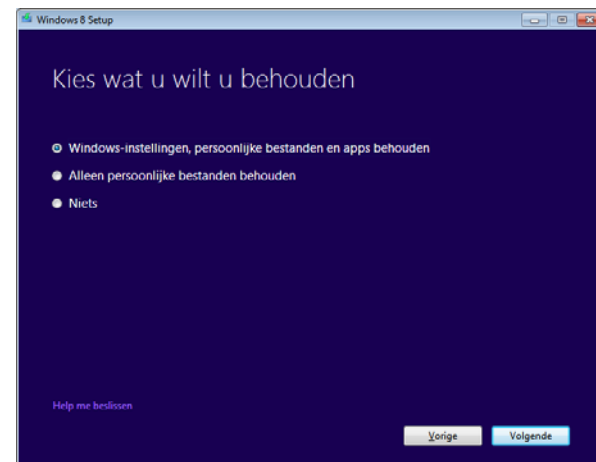 Windows 8 Setup
Kies wat u wilt u behouden
Windows-instellingen, persoonlijke bestanden en apps behouden
Alleen persoonlijke bestanden behouden
Niets
Help me beslissen
Vorige
Volgende